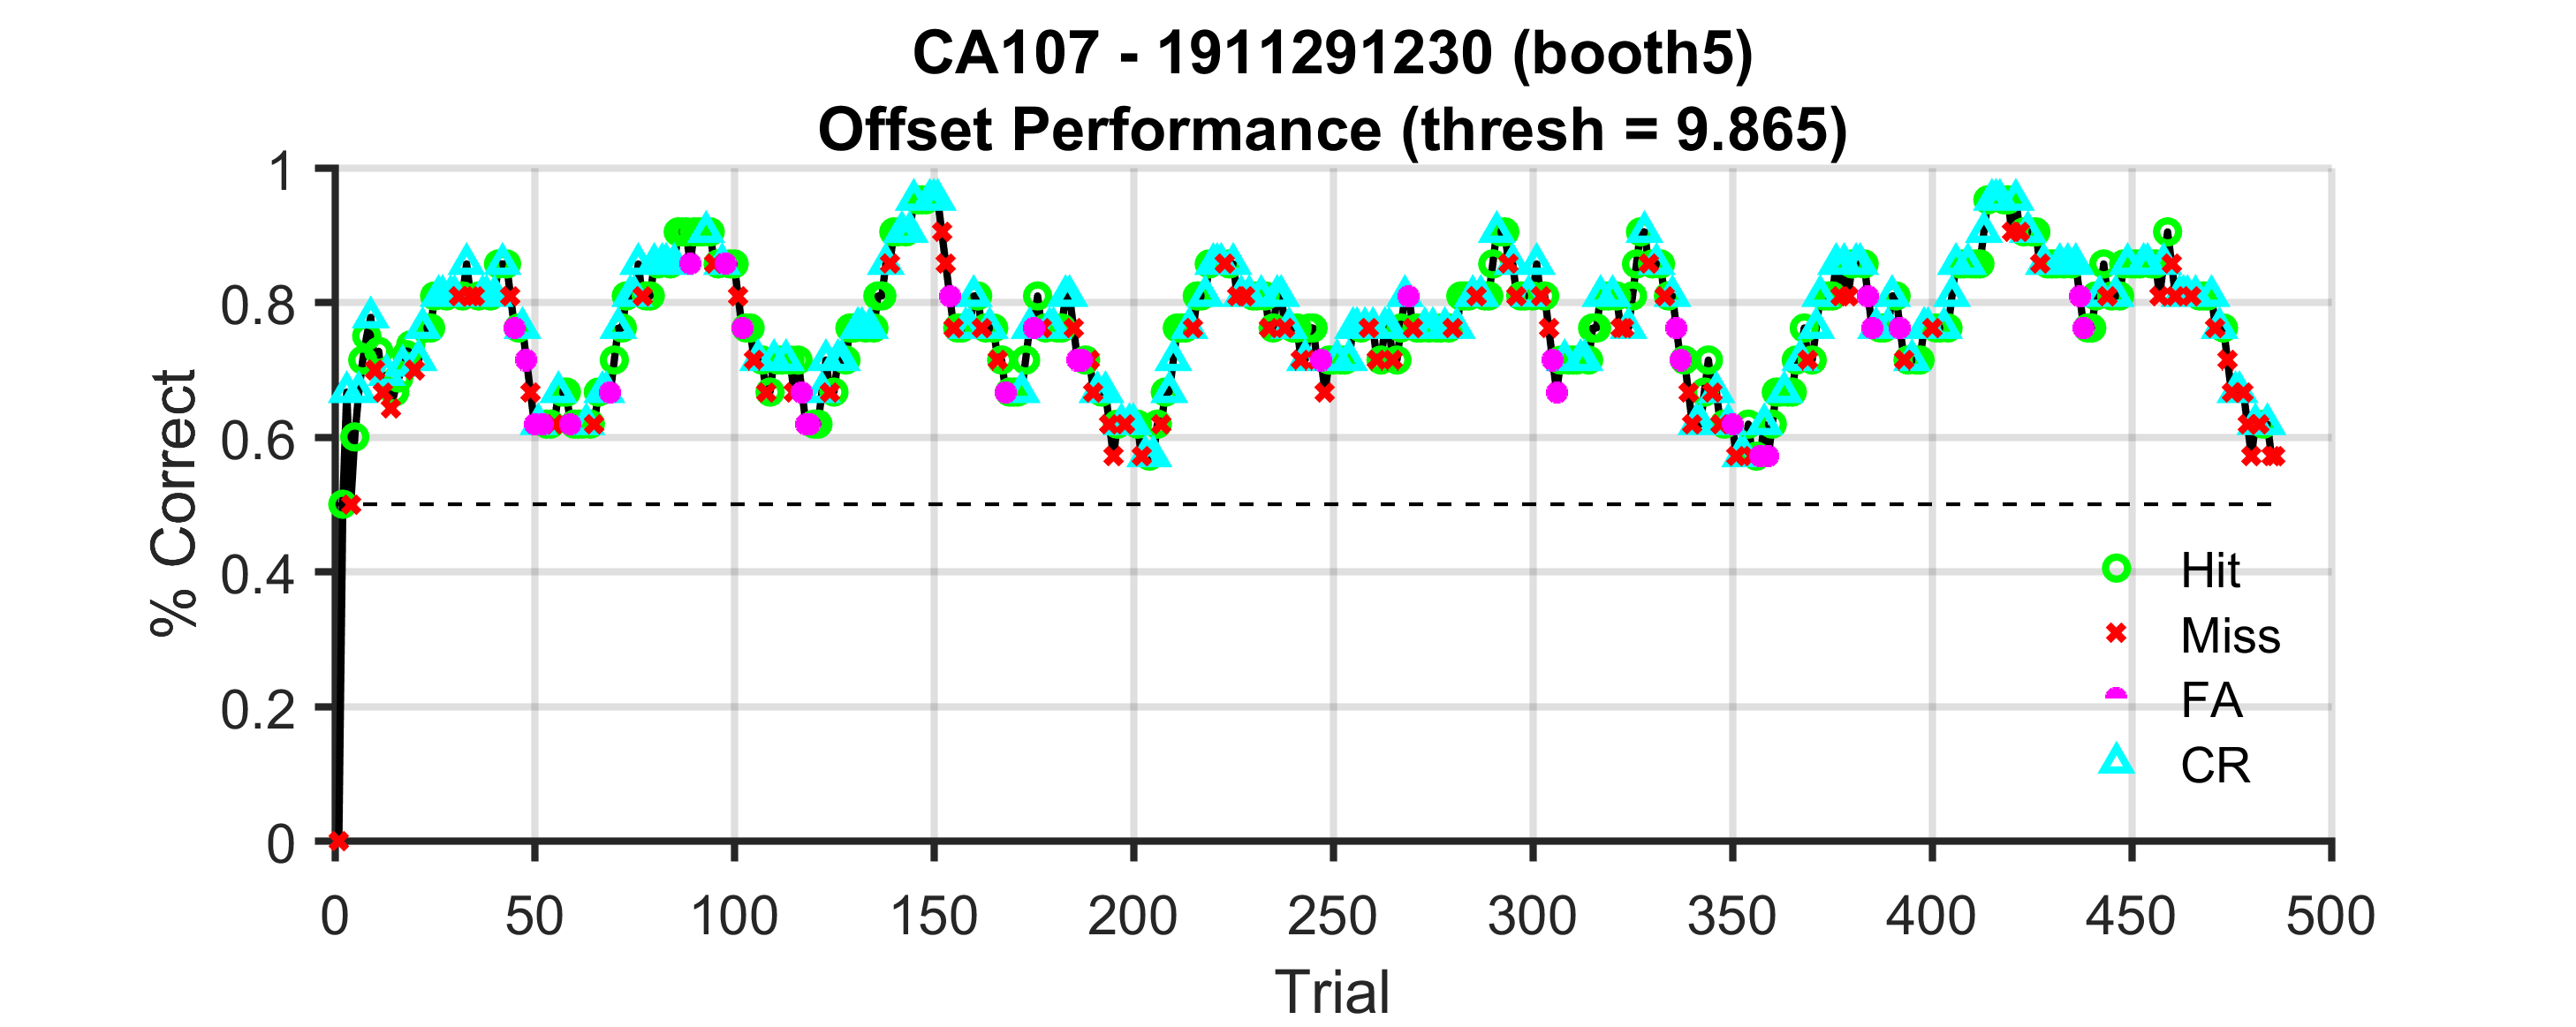 CA107 - 1911291230 (booth5)
Offset Performance (thresh = 9.865)
% Correct
1
0.8
0.6
0.4
0.2
0
Hit
Miss
FA
CR
0 50 100 150 200 250 300 350 400 450 500
Trial